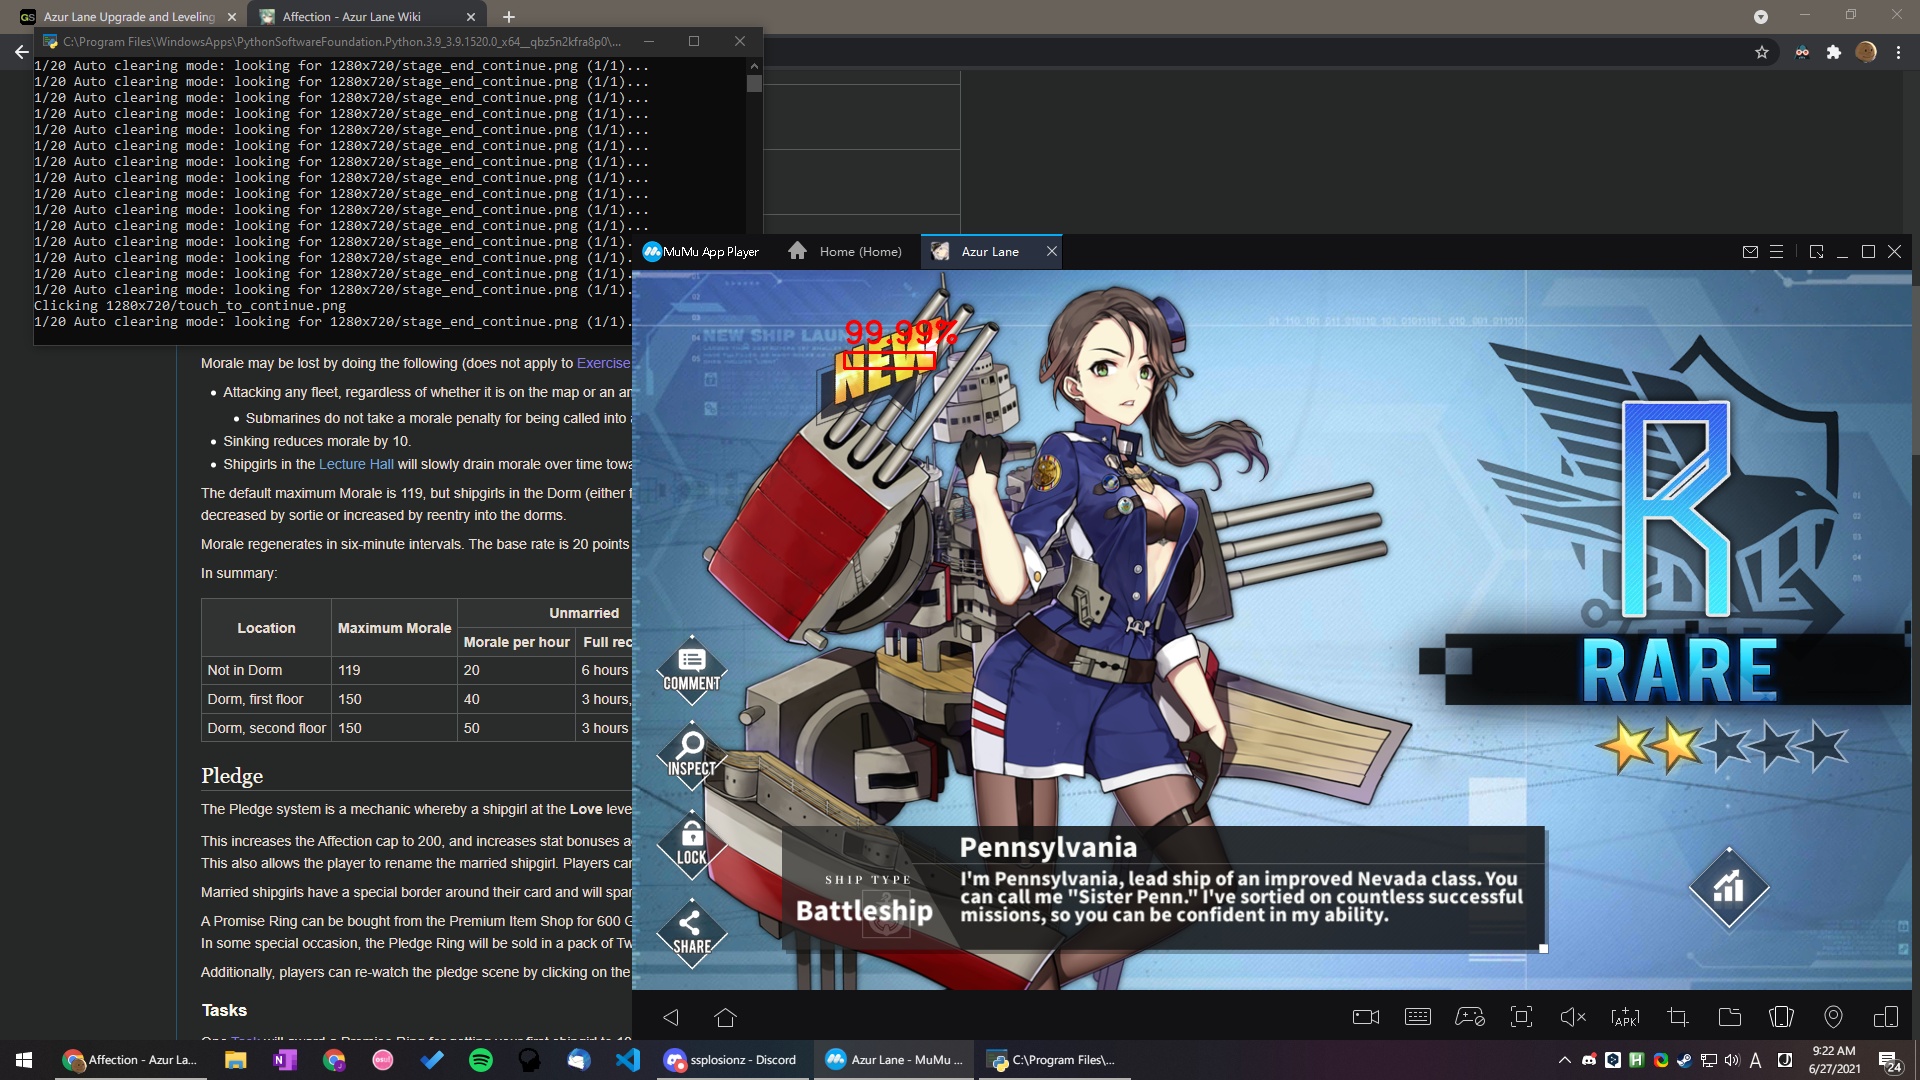 Azur Lane Upgrade and Leveling
Affection - Azur Lane Wiki
C:\Program Files\WindowsApps\PythonSoftwareFoundation.Python.3.9_3.9.1520.0_x64__qbz5n2kfra8p0\...
1/20 Auto clearing mode: looking for 1280x720/stage_end_continue.png (1/1)...
1/20 Auto clearing mode: looking for 1280x720/stage_end_continue.png (1/1)...
1/20 Auto clearing mode: looking for 1280x720/stage_end_continue.png (1/1)...
1/20 Auto clearing mode: looking for 1280x720/stage_end_continue.png (1/1)...
1/20 Auto clearing mode: looking for 1280x720/stage_end_continue.png (1/1)...
1/20 Auto clearing mode: looking for 1280x720/stage_end_continue.png (1/1)...
1/20 Auto clearing mode: looking for 1280x720/stage_end_continue.png (1/1)...
1/20 Auto clearing mode: looking for 1280x720/stage_end_continue.png (1/1)...
1/20 Auto clearing mode: looking for 1280x720/stage_end_continue.png (1/1)...
1/20 Auto clearing mode: looking for 1280x720/stage_end_continue.png (1/1)...
1/20 Auto clearing mode: looking for 1280x720/stage_end_continue.png (1/1)...
1/20 Auto clearing mode: looking for 1280x720/stage_end_continue.png (1/1).
1/20 Auto clearing mode: looking for 1280x720/stage_end_continue.png (1/1).
1/20 Auto clearing mode: looking for 1280x720/stage_end_continue.png (1/1).
1/20 Auto clearing mode: looking for 1280x720/stage_end_continue.png (1/1).
Clicking 1280x720/touch_to_continue.png
1/20 Auto clearing mode: looking for 1280x720/stage_end_continue.png (1/1).
Morale may be lost by doing the following (does not apply to Exercise
Attacking any fleet, regardless of whether it is on the map or an am
Submarines do not take a morale penalty for being called into
Sinking reduces morale by 10.
Shipgirls in the Lecture Hall will slowly drain morale over time towa
The default maximum Morale is 119, but shipgirls in the Dorm (either
decreased by sortie or increased by reentry into the dorms.
Morale regenerates in six-minute intervals. The base rate is 20 points
In summary:
Location
Maximum Morale
Unmarried
Morale per hour
Full rec
Not in Dorm 119 20 6 hours
Dorm, first floor 150 40 3 hours,
Dorm, second floor 150 50 3 hours
Pledge
The Pledge system is a mechanic whereby a shipgirl at the Love leve
This increases the Affection cap to 200, and increases stat bonuses a
This also allows the player to rename the married shipgirl. Players can
Married shipgirls have a special border around their card and will spar
A Promise Ring can be bought from the Premium Item Shop for 600 G
In some special occasion, the Pledge Ring will be sold in a pack of Tw
Additionally, players can re-watch the pledge scene by clicking on the
Tasks
MuMu App Player
Home (Home)
Azur Lane
NEW SHIP LAU
99.99%
NEW
R
RARE
COMMENT
INSPECT
LOCK
SHARE
SHIP TYPE
Battleship
Pennsylvania
I'm Pennsylvania, lead ship of an improved Nevada class. You
can call me "Sister Penn." I've sortied on countless successful
missions, so you can be confident in my ability.
APK
Affection - Azur La...
ssplosionz - Discord
Azur Lane - MuMu ...
C:\Program Files\...
A
9:22 AM
6/27/2021
24